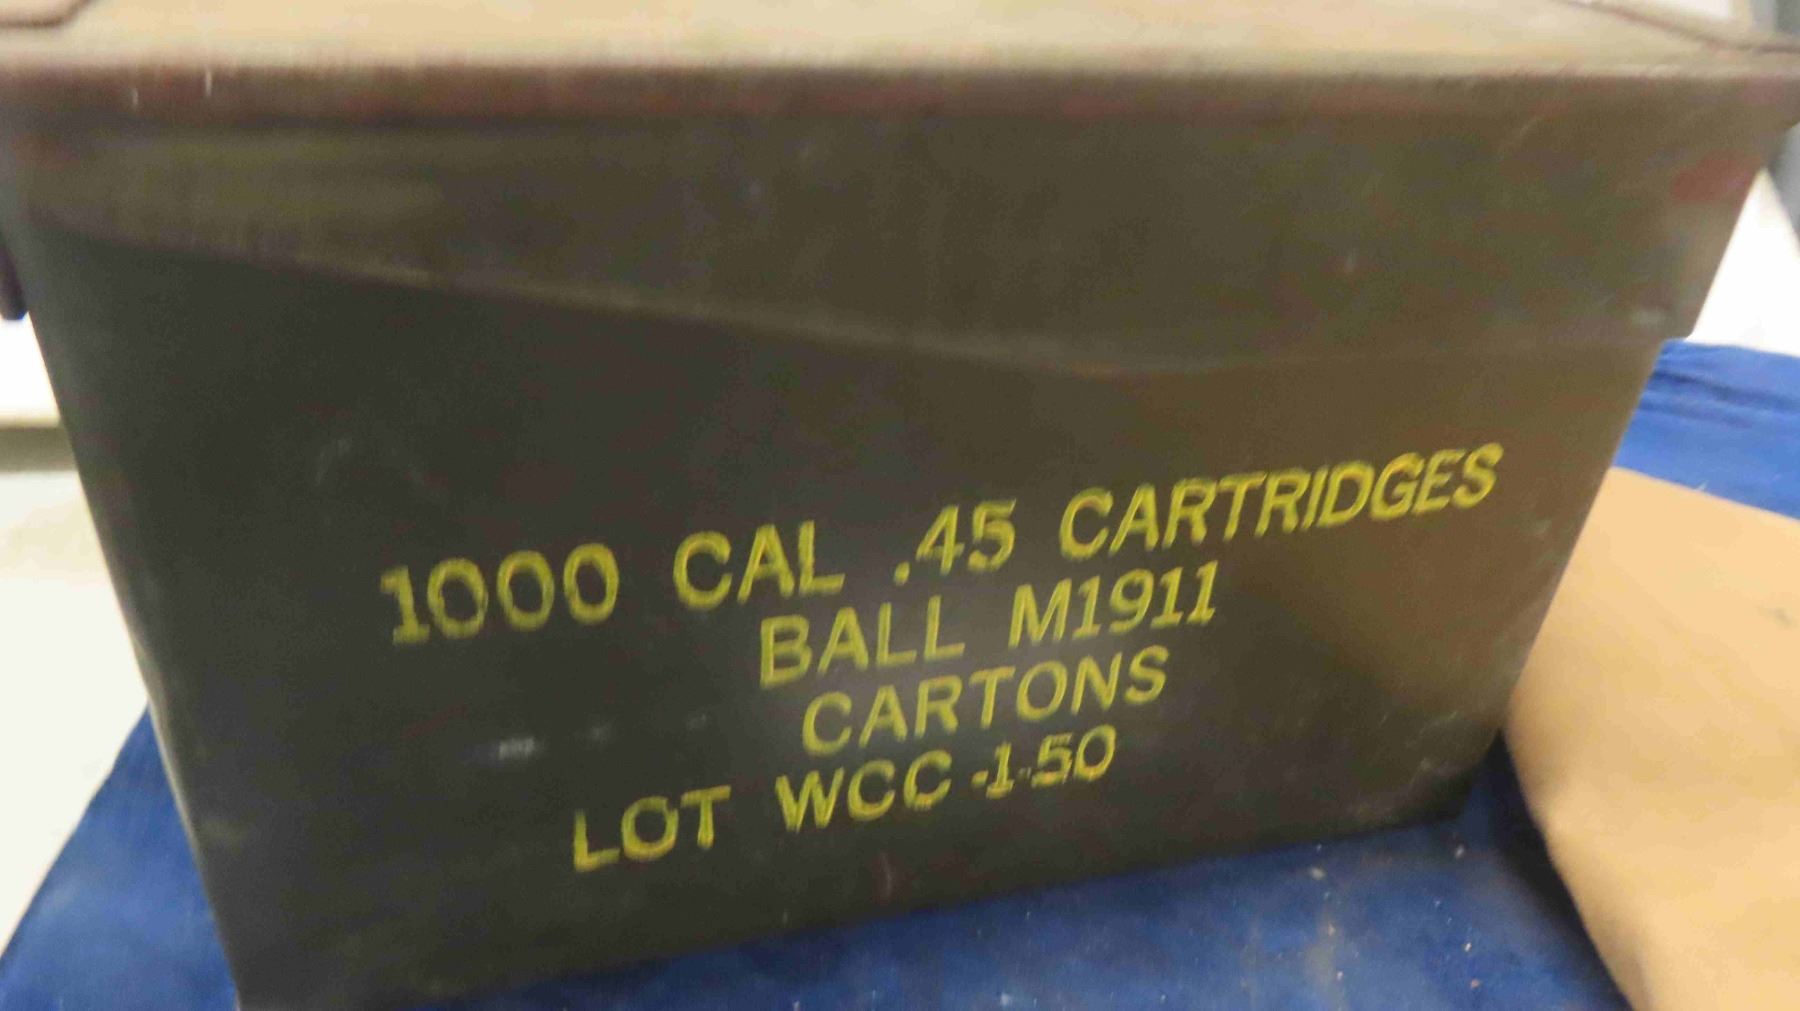 1000 CAL .45 CARTRIDGES
BALL M1911
CARTONS
LOT WCC-1-50